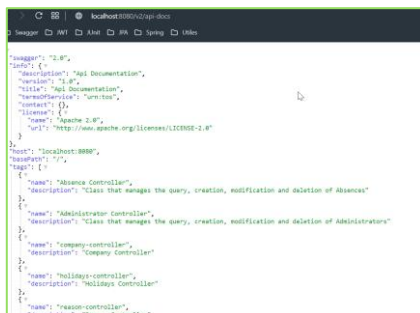 localhost:8080/v2/api-docs
Swagger JWT JUnit JPA Spring Utiles
"swagger": "2.0",
"info": {
"description": "Api Documentation",
"version": "1.0",
"title": "Api Documentation",
"termsOfService": "urn:tos",
"contact": {},
"license": {
"name": "Apache 2.0",
"url": "http://www.apache.org/licenses/LICENSE-2.0"
}
},
"host": "localhost:8080",
"basePath": "/",
"tags": [
{
"name": "Absence Controller",
"description": "Class that manages the query, creation, modification and deletion of Absences"
},
{
"name": "Administrator Controller",
"description": "Class that manages the query, creation, modification and deletion of Administrators"
},
{
"name": "company-controller",
"description": "Company Controller"
},
{
"name": "holidays-controller",
"description": "Holidays Controller"
},
{
"name": "reason-controller",